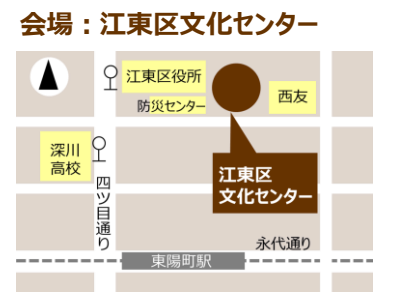 会場：江東区文化センター
江東区役所
防災センター
西友
深川
高校
江東区
文化センター
四ツ目通り
永代通り
東陽町駅